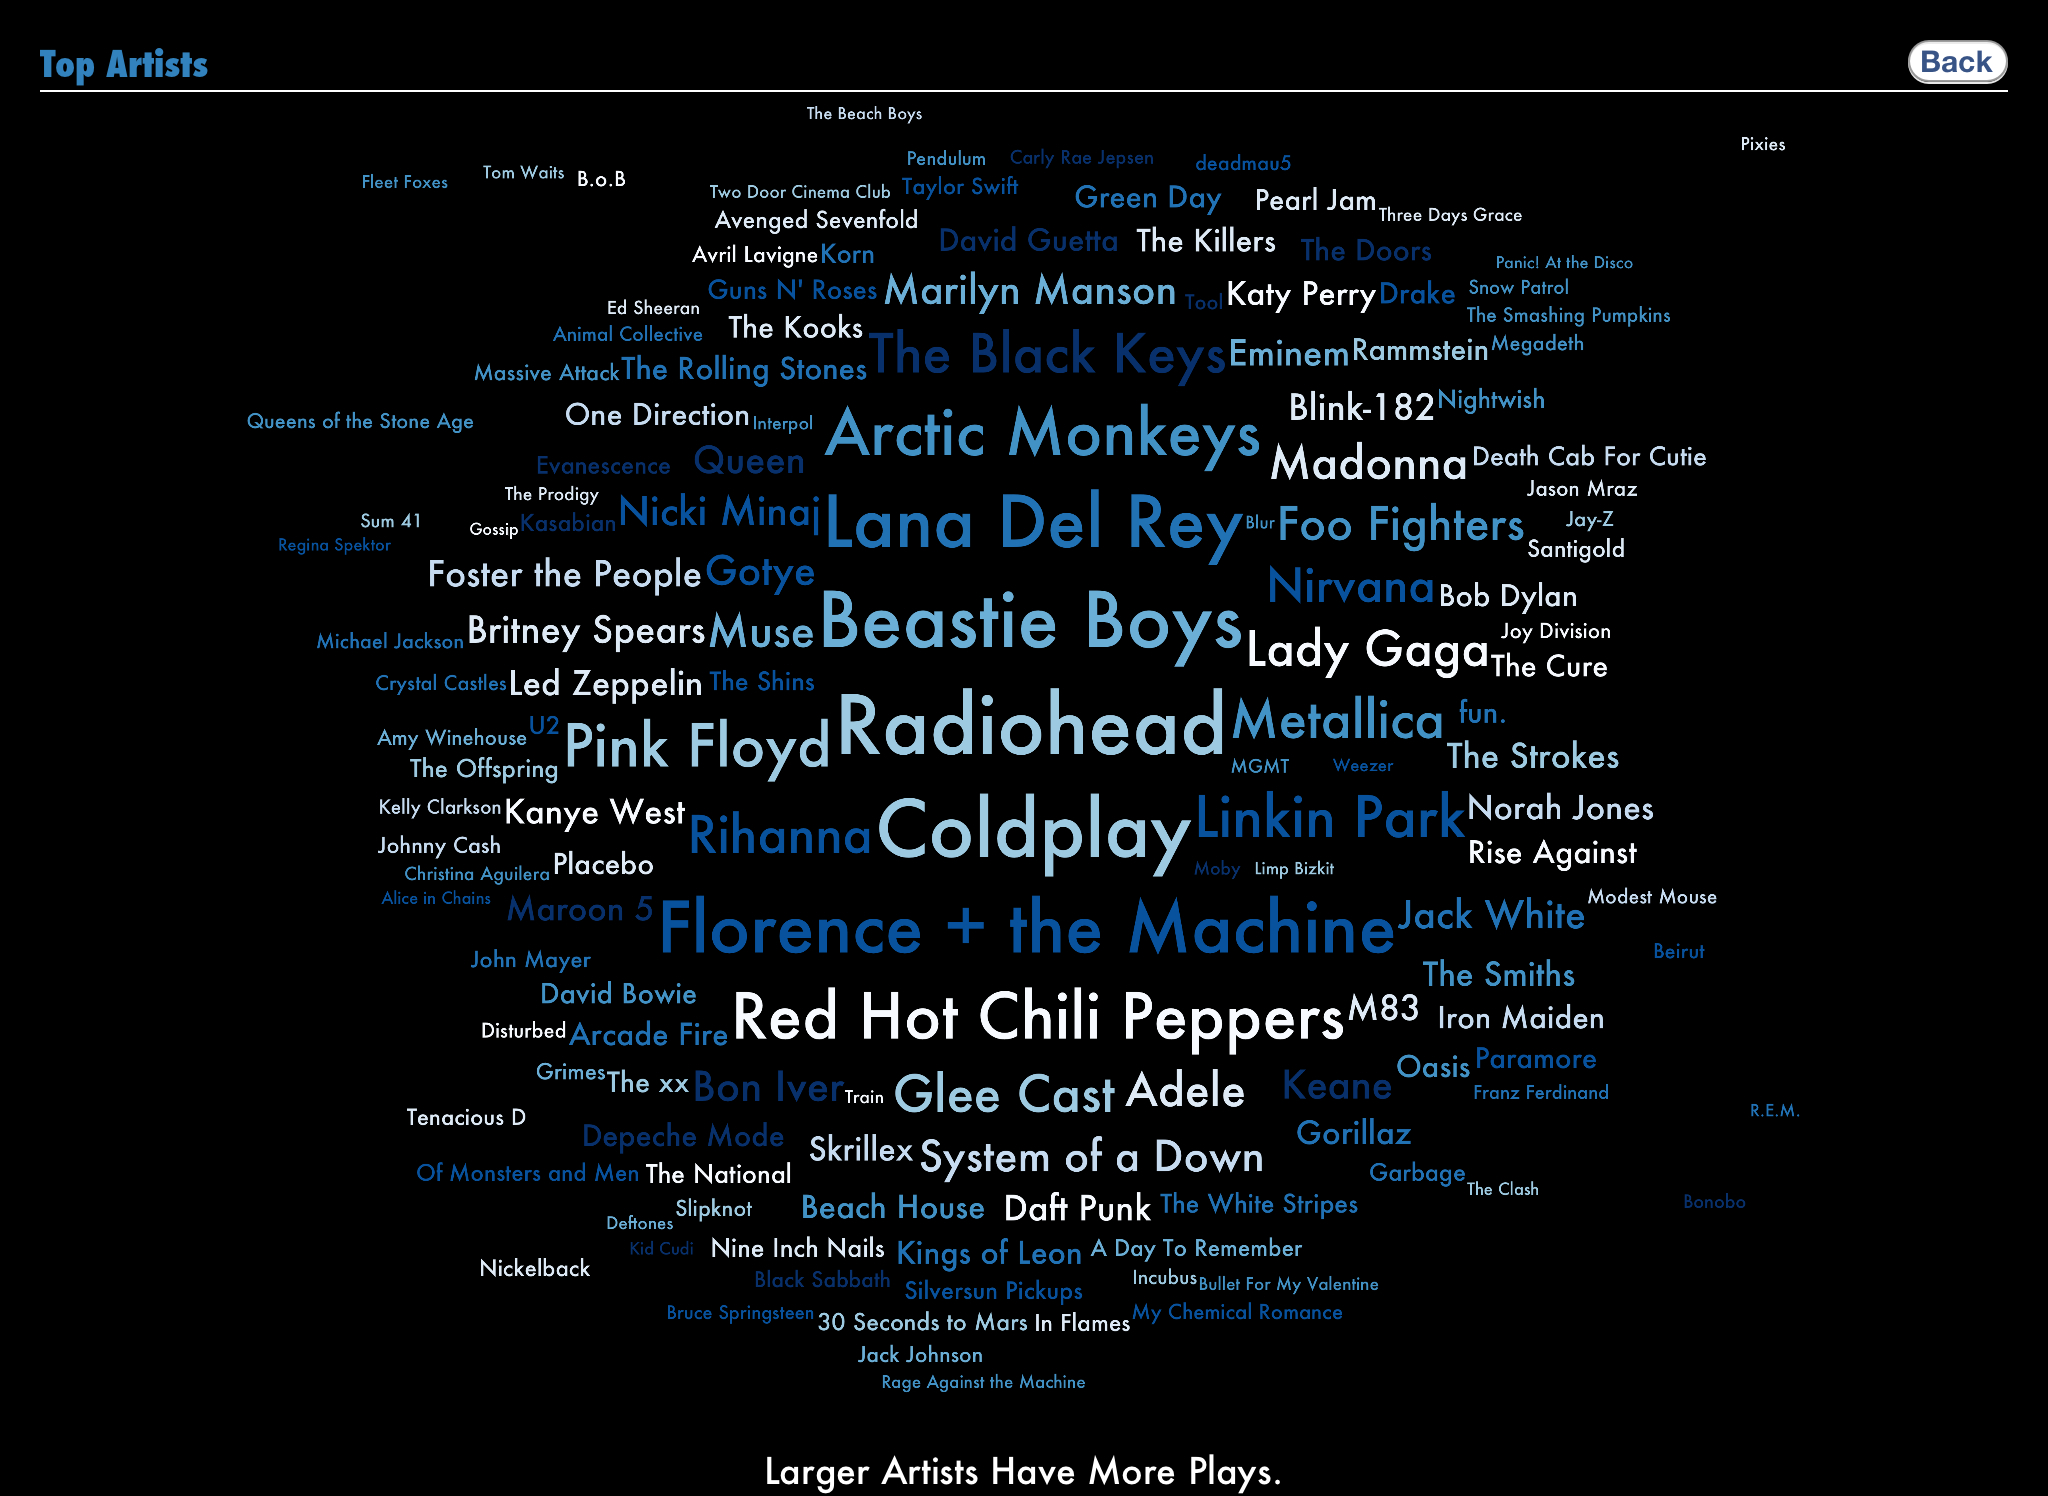 Top Artists
Back
The Beach Boys
Pixies
Pendulum
Carly Rae Jepsen
deadmau5
Fleet Foxes
Tom Waits
B.o.B
Two Door Cinema Club
Taylor Swift
Green Day
Pearl Jam
Three Days Grace
Avenged Sevenfold
David Guetta
The Killers
The Doors
Avril Lavigne
Korn
Panic! At the Disco
Guns N' Roses
Marilyn Manson
Tool
Katy Perry
Drake
Snow Patrol
Ed Sheeran
The Smashing Pumpkins
Animal Collective
The Kooks
The Black Keys
Eminem
Rammstein
Megadeth
Massive Attack
The Rolling Stones
Queens of the Stone Age
One Direction
Interpol
Arctic Monkeys
Blink-182
Nightwish
Evanescence
Queen
Madonna
Death Cab For Cutie
The Prodigy
Jason Mraz
Sum 41
Gossip
Kasabian
Nicki Minaj
Lana Del Rey
Blur
Foo Fighters
Jay-Z
Regina Spektor
Santigold
Foster the People
Gotye
Nirvana
Bob Dylan
Michael Jackson
Britney Spears
Muse
Beastie Boys
Lady Gaga
Joy Division
The Cure
Crystal Castles
Led Zeppelin
The Shins
Amy Winehouse
U2
Pink Floyd
Radiohead
Metallica
fun.
The Offspring
MGMT
Weezer
The Strokes
Kelly Clarkson
Kanye West
Rihanna
Coldplay
Linkin Park
Norah Jones
Johnny Cash
Placebo
Moby
Limp Bizkit
Rise Against
Christina Aguilera
Alice in Chains
Maroon 5
Florence + the Machine
Jack White
Modest Mouse
John Mayer
Beirut
David Bowie
The Smiths
Disturbed
Arcade Fire
Red Hot Chili Peppers
M83
Iron Maiden
Grimes
The xx
Bon Iver
Train
Glee Cast
Adele
Keane
Oasis
Paramore
Franz Ferdinand
Tenacious D
R.E.M.
Depeche Mode
Skrillex
System of a Down
Gorillaz
Of Monsters and Men
The National
Garbage
The Clash
Slipknot
Beach House
Daft Punk
The White Stripes
Bonobo
Deftones
Kid Cudi
Nine Inch Nails
Kings of Leon
A Day To Remember
Nickelback
Black Sabbath
Silversun Pickups
Incubus
Bullet For My Valentine
Bruce Springsteen
30 Seconds to Mars
In Flames
My Chemical Romance
Jack Johnson
Rage Against the Machine
Larger Artists Have More Plays.